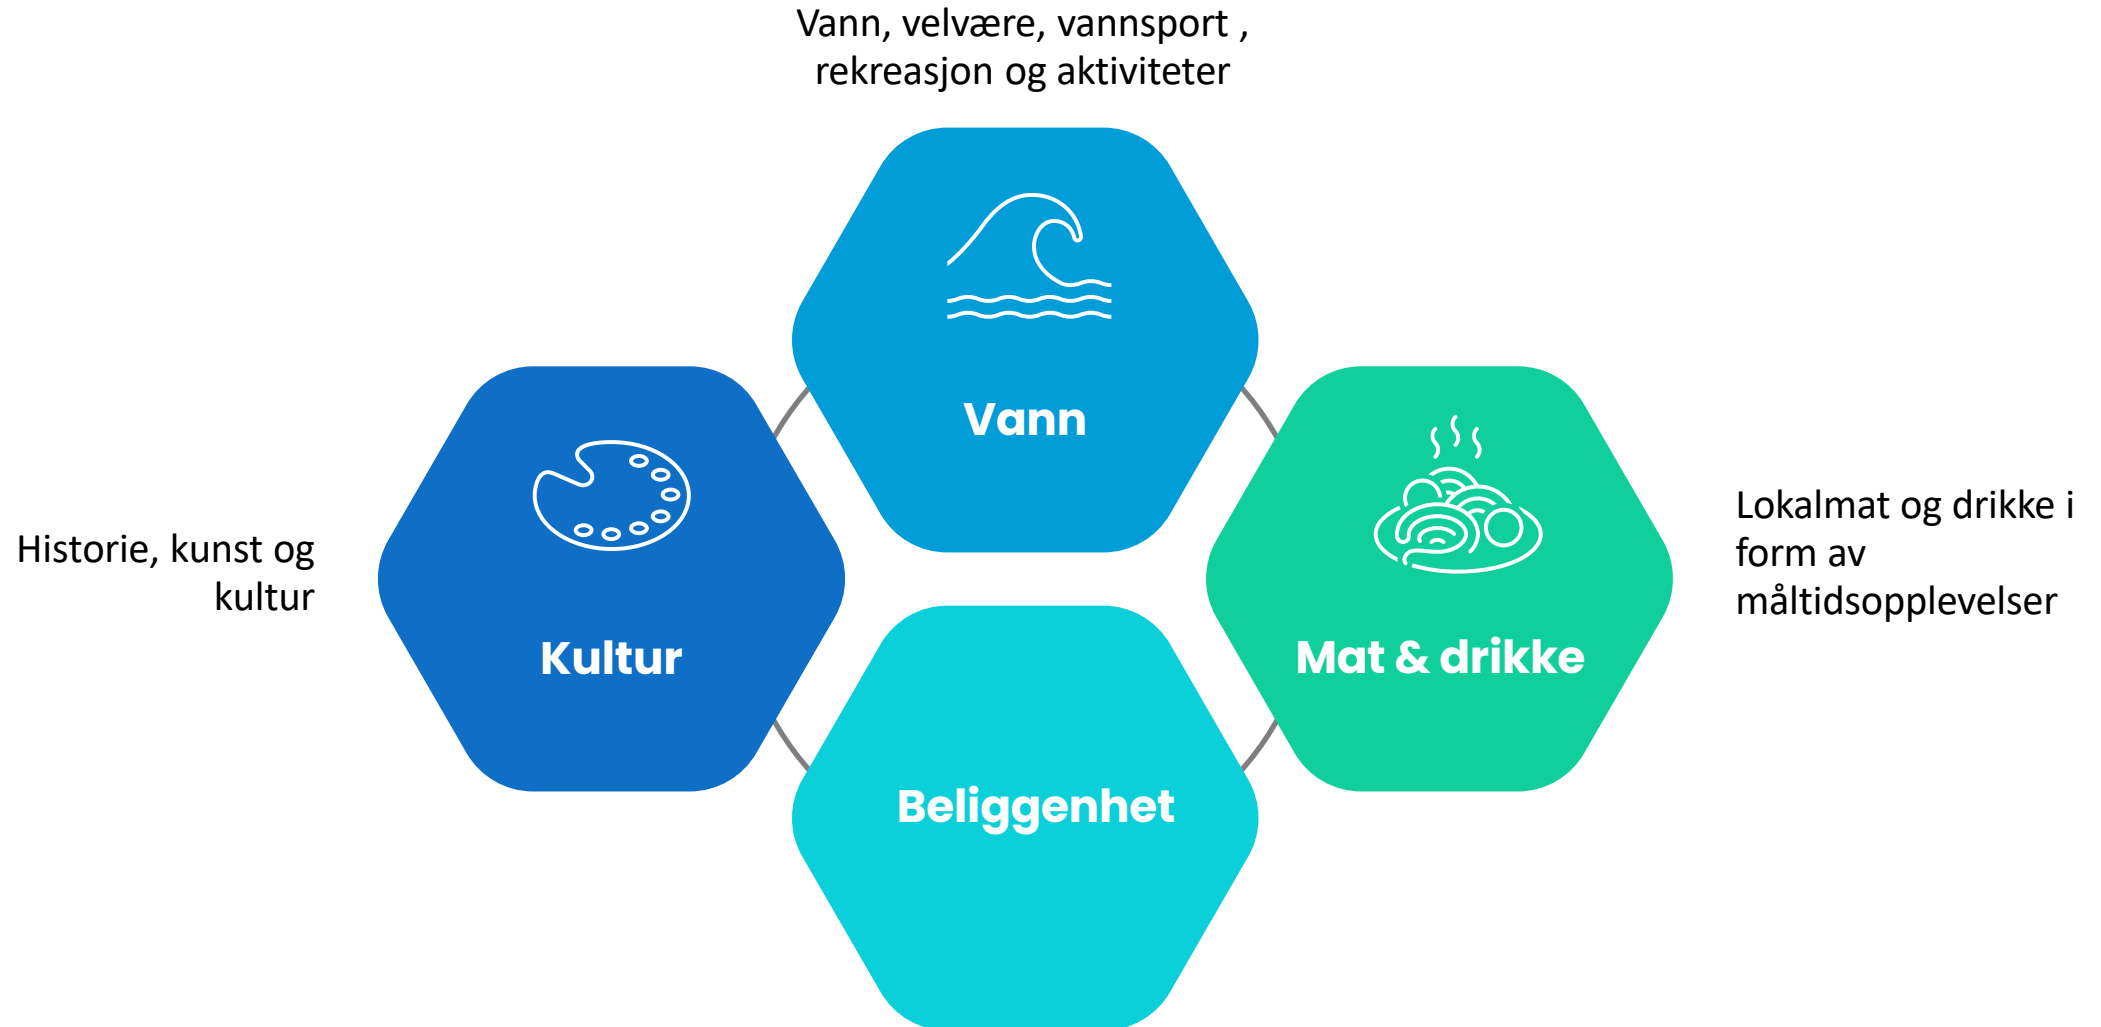 Vann, velvære, vannsport ,
rekreasjon og aktiviteter
Vann
Historie, kunst og
kultur
Kultur
Mat & drikke
Lokalmat og drikke i
form av
måltidsopplevelser
Beliggenhet